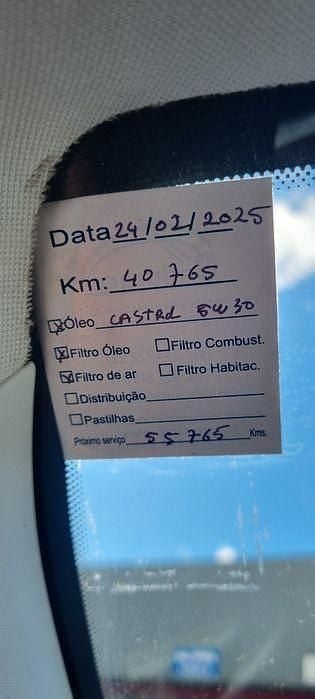 Data 24/02/2025
Km: 40 765
Óleo CASTROL 5W30
Filtro Óleo Filtro Combust.
Filtro de ar Filtro Habitac.
Distribuição
Pastilhas
Próximo serviço 55 765 Kms.